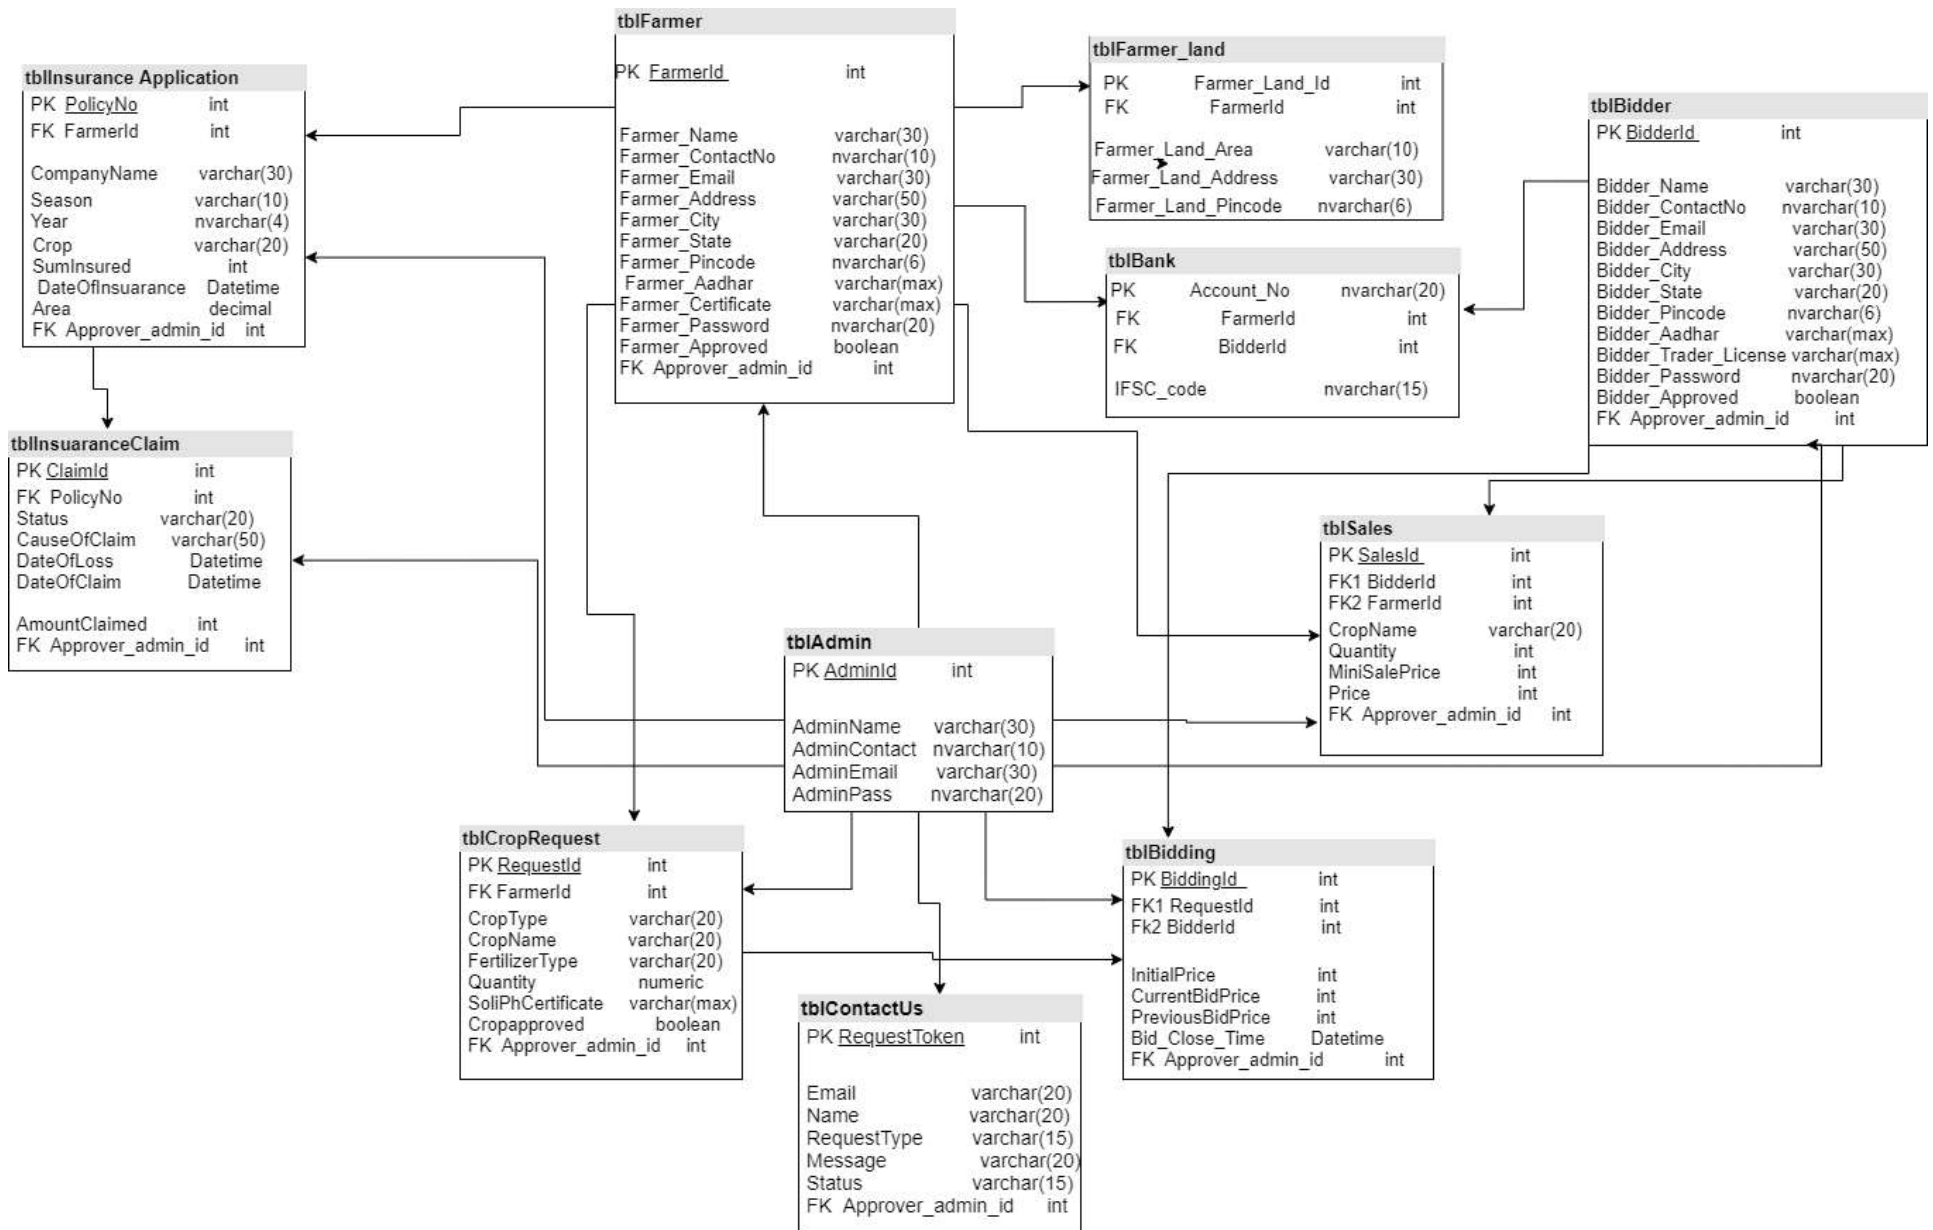 tblFarmer
PK FarmerId int
Farmer_Name varchar(30)
Farmer_ContactNo nvarchar(10)
Farmer_Email varchar(30)
Farmer_Address varchar(50)
Farmer_City varchar(30)
Farmer_State varchar(20)
Farmer_Pincode nvarchar(6)
Farmer_Aadhar varchar(max)
Farmer_Certificate varchar(max)
Farmer_Password nvarchar(20)
Farmer_Approved boolean
FK Approver_admin_id int
tblFarmer_land
PK Farmer_Land_Id int
FK FarmerId int
Farmer_Land_Area varchar(10)
Farmer_Land_Address varchar(30)
Farmer_Land_Pincode nvarchar(6)
tblInsurance Application
PK PolicyNo int
FK FarmerId int
CompanyName varchar(30)
Season varchar(10)
Year nvarchar(4)
Crop varchar(20)
SumInsured int
DateOfInsuarance Datetime
Area decimal
FK Approver_admin_id int
tblBidder
PK BidderId int
Bidder_Name varchar(30)
Bidder_ContactNo nvarchar(10)
Bidder_Email varchar(30)
Bidder_Address varchar(50)
Bidder_City varchar(30)
Bidder_State varchar(20)
Bidder_Pincode nvarchar(6)
Bidder_Aadhar varchar(max)
Bidder_Trader_License varchar(max)
Bidder_Password nvarchar(20)
Bidder_Approved boolean
FK Approver_admin_id int
tblBank
PK Account_No nvarchar(20)
FK FarmerId int
FK BidderId int
IFSC_code nvarchar(15)
tblInsuaranceClaim
PK ClaimId int
FK PolicyNo int
Status varchar(20)
CauseOfClaim varchar(50)
DateOfLoss Datetime
DateOfClaim Datetime
AmountClaimed int
FK Approver_admin_id int
tblSales
PK SalesId int
FK1 BidderId int
FK2 FarmerId int
CropName varchar(20)
Quantity int
MiniSalePrice int
Price int
FK Approver_admin_id int
tblAdmin
PK AdminId int
AdminName varchar(30)
AdminContact nvarchar(10)
AdminEmail varchar(30)
AdminPass nvarchar(20)
tblCropRequest
PK RequestId int
FK FarmerId int
CropType varchar(20)
CropName varchar(20)
FertilizerType varchar(20)
Quantity numeric
SoliPhCertificate varchar(max)
Cropapproved boolean
FK Approver_admin_id int
tblBidding
PK BiddingId int
FK1 RequestId int
Fk2 BidderId int
InitialPrice int
CurrentBidPrice int
PreviousBidPrice int
Bid_Close_Time Datetime
FK Approver_admin_id int
tblContactUs
PK RequestToken int
Email varchar(20)
Name varchar(20)
RequestType varchar(15)
Message varchar(20)
Status varchar(15)
FK Approver_admin_id int